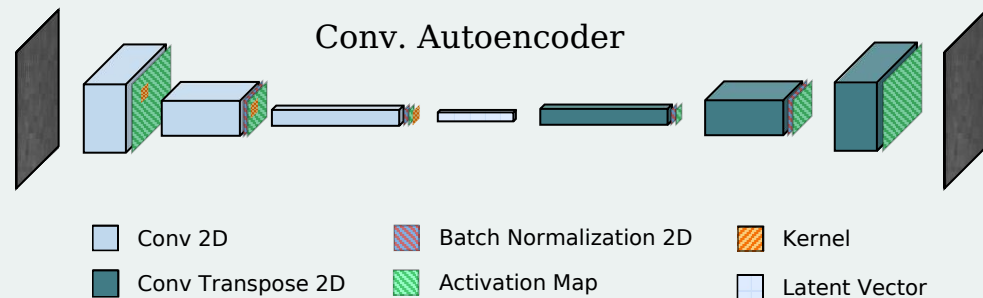 Conv. Autoencoder
Conv 2D
Batch Normalization 2D
Kernel
Conv Transpose 2D
Activation Map
Latent Vector